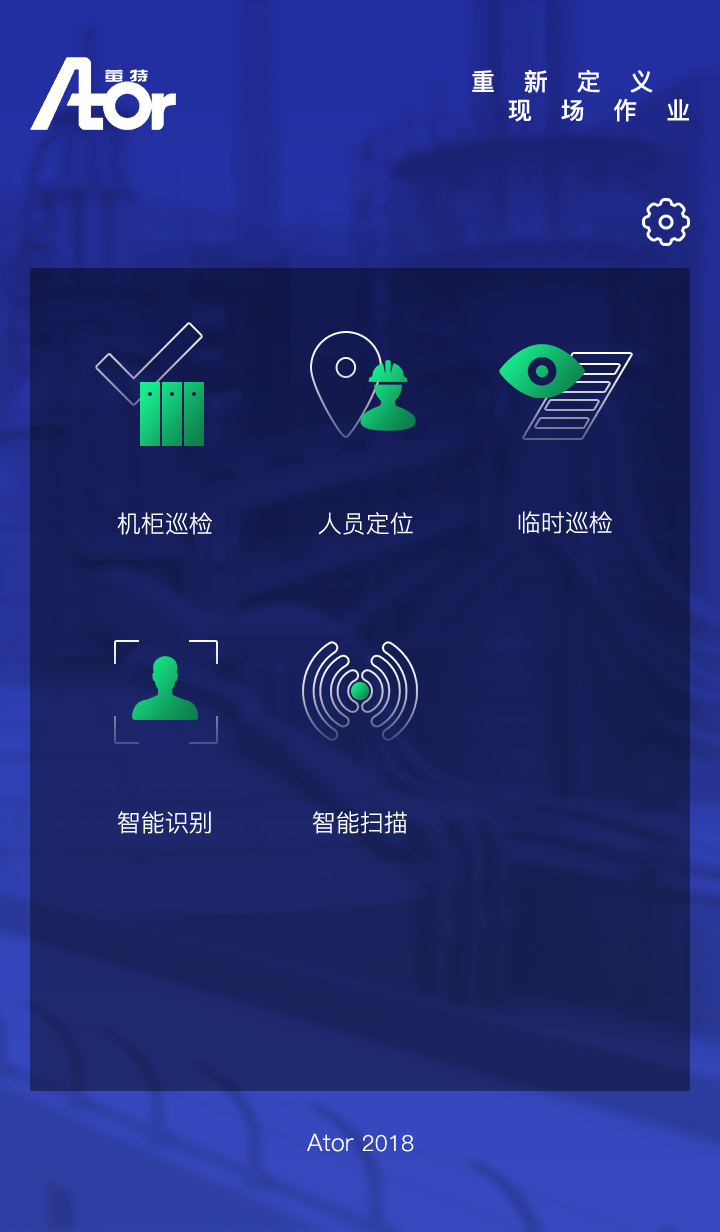 特
Ator
重 新 定 义
现 场 作 业
机柜巡检
人员定位
临时巡检
智能识别
智能扫描
Ator 2018